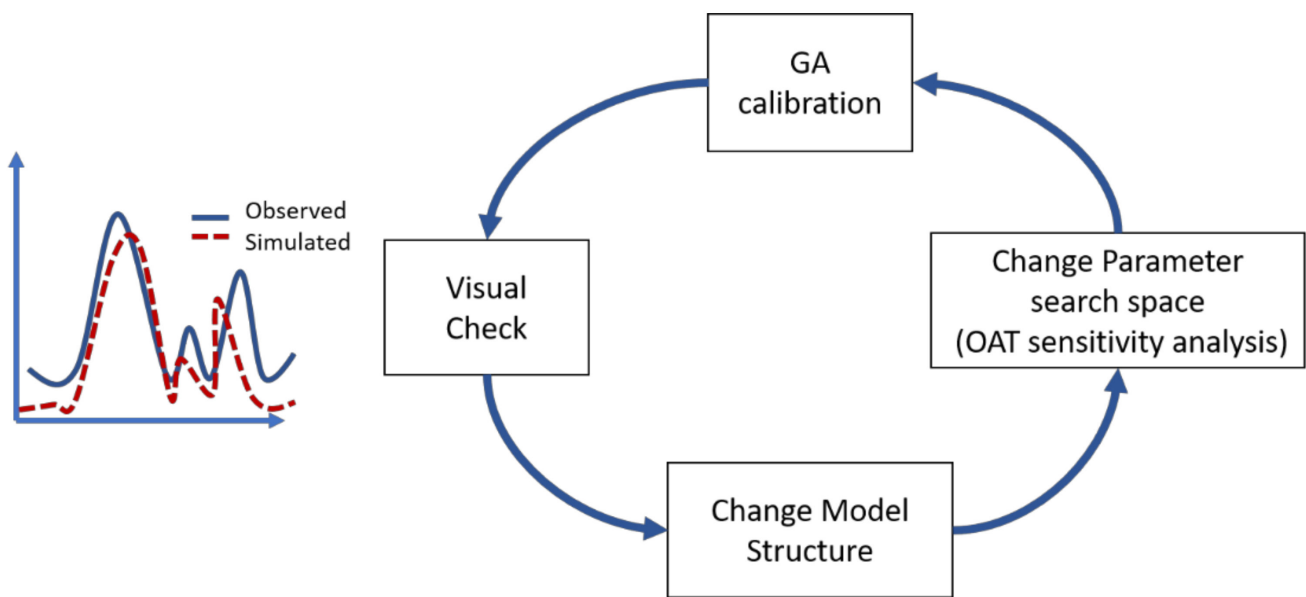 GA
calibration
Observed
Simulated
Visual
Check
Change Parameter
search space
(OAT sensitivity analysis)
Change Model
Structure